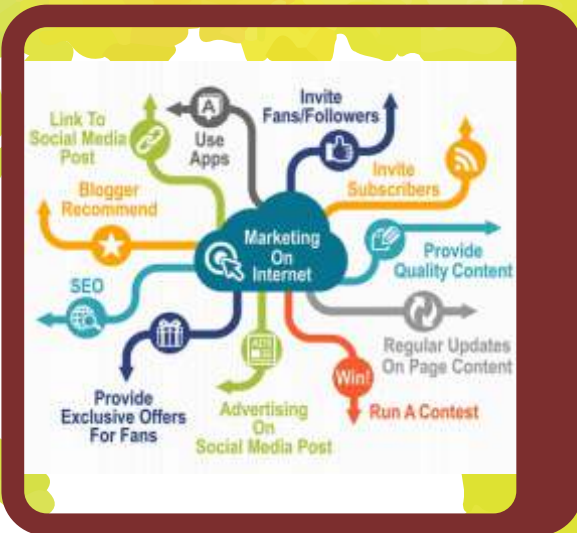 Invite
Fans/Followers
Link To
Social Media
Post
A
Use
Apps
Invite
Subscribers
Blogger
Recommend
Marketing
On
Internet
Provide
Quality Content
SEO
Regular Updates
On Page Content
ADS
Win!
Provide
Exclusive Offers
For Fans
Advertising
On
Social Media Post
Run A Contest